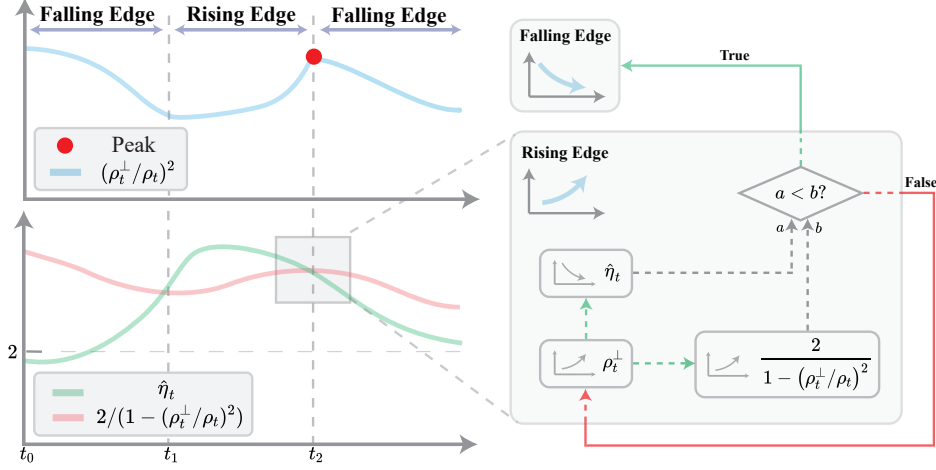 Falling Edge Rising Edge Falling Edge
Peak
(ρ_t^⊥/ρ_t)^2
2
η̂_t
2/(1 − (ρ_t^⊥/ρ_t)^2)
t_0 t_1 t_2
Falling Edge
True
Rising Edge
a < b?
False
a b
η̂_t
ρ_t^⊥
2
1 − (ρ_t^⊥/ρ_t)^2